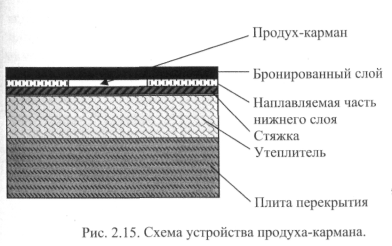 Продух-карман
Бронированный слой
Наплавляемая часть
нижнего слоя
Стяжка
Утеплитель
Плита перекрытия
Рис. 2.15. Схема устройства продуха-кармана.